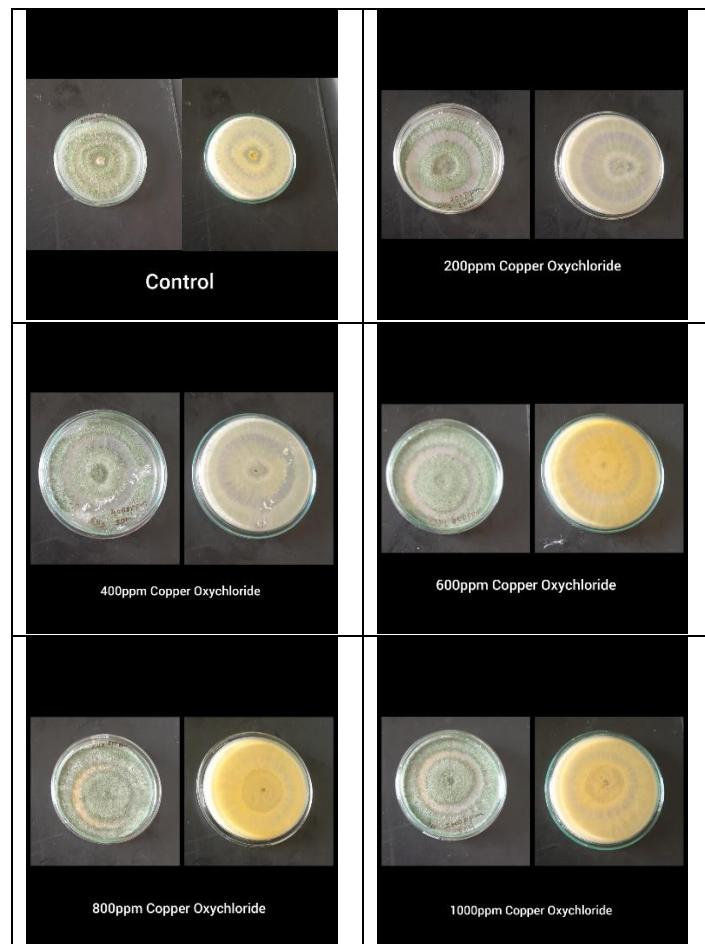 Control
200ppm Copper Oxychloride
400ppm Copper Oxychloride
600ppm Copper Oxychloride
800ppm Copper Oxychloride
1000ppm Copper Oxychloride